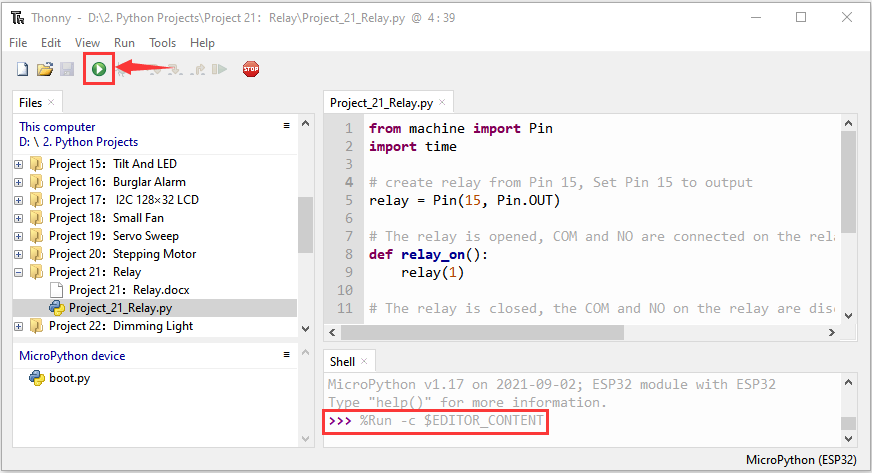 Thonny - D:\2. Python Projects\Project 21：Relay\Project_21_Relay.py @ 4 : 39
File Edit View Run Tools Help
STOP
Files ×
This computer
D: \ 2. Python Projects
Project 15：Tilt And LED
Project 16：Burglar Alarm
Project 17： I2C 128×32 LCD
Project 18：Small Fan
Project 19：Servo Sweep
Project 20：Stepping Motor
Project 21：Relay
Project 21：Relay.docx
Project_21_Relay.py
Project 22：Dimming Light
MicroPython device
boot.py
Project_21_Relay.py ×
1 from machine import Pin
2 import time
3
4 # create relay from Pin 15, Set Pin 15 to output
5 relay = Pin(15, Pin.OUT)
6
7 # The relay is opened, COM and NO are connected on the rela
8 def relay_on():
9 relay(1)
10
11 # The relay is closed, the COM and NO on the relay are disc
Shell ×
MicroPython v1.17 on 2021-09-02; ESP32 module with ESP32
Type "help()" for more information.
>>> %Run -c $EDITOR_CONTENT
MicroPython (ESP32)